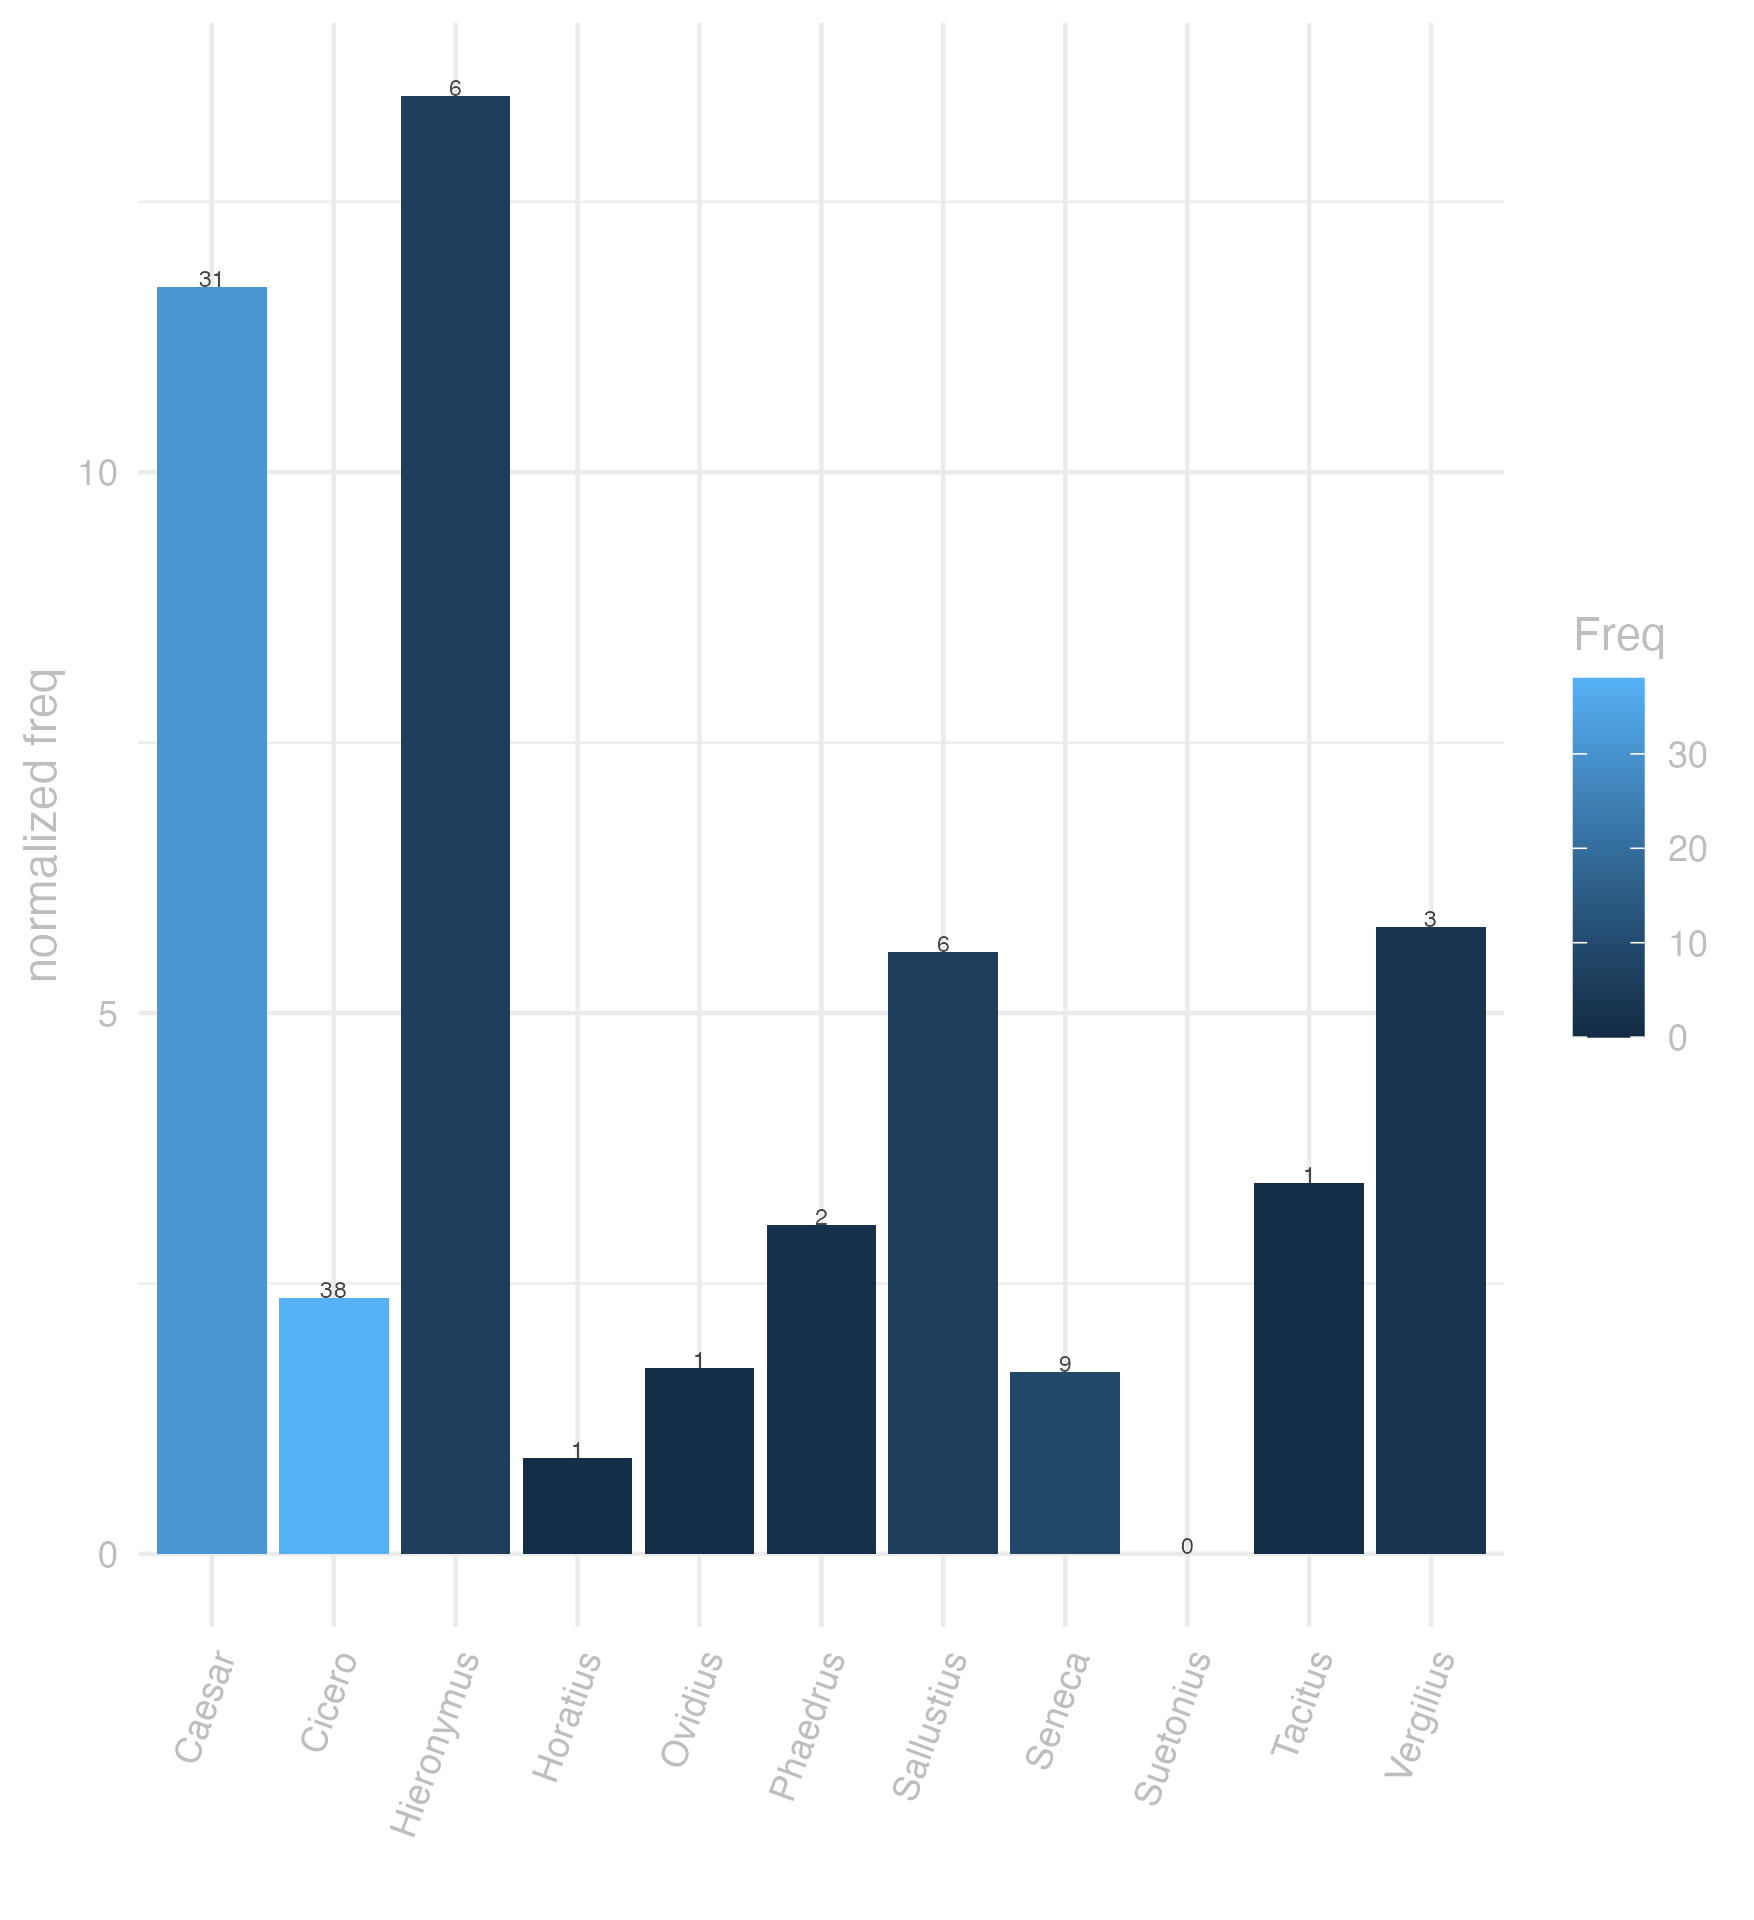 6
31
10
normalized freq
5
0
38
1
1
2
6
9
0
1
3
Caesar
Cicero
Hieronymus
Horatius
Ovidius
Phaedrus
Sallustius
Seneca
Suetonius
Tacitus
Vergilius
Freq
30
20
10
0